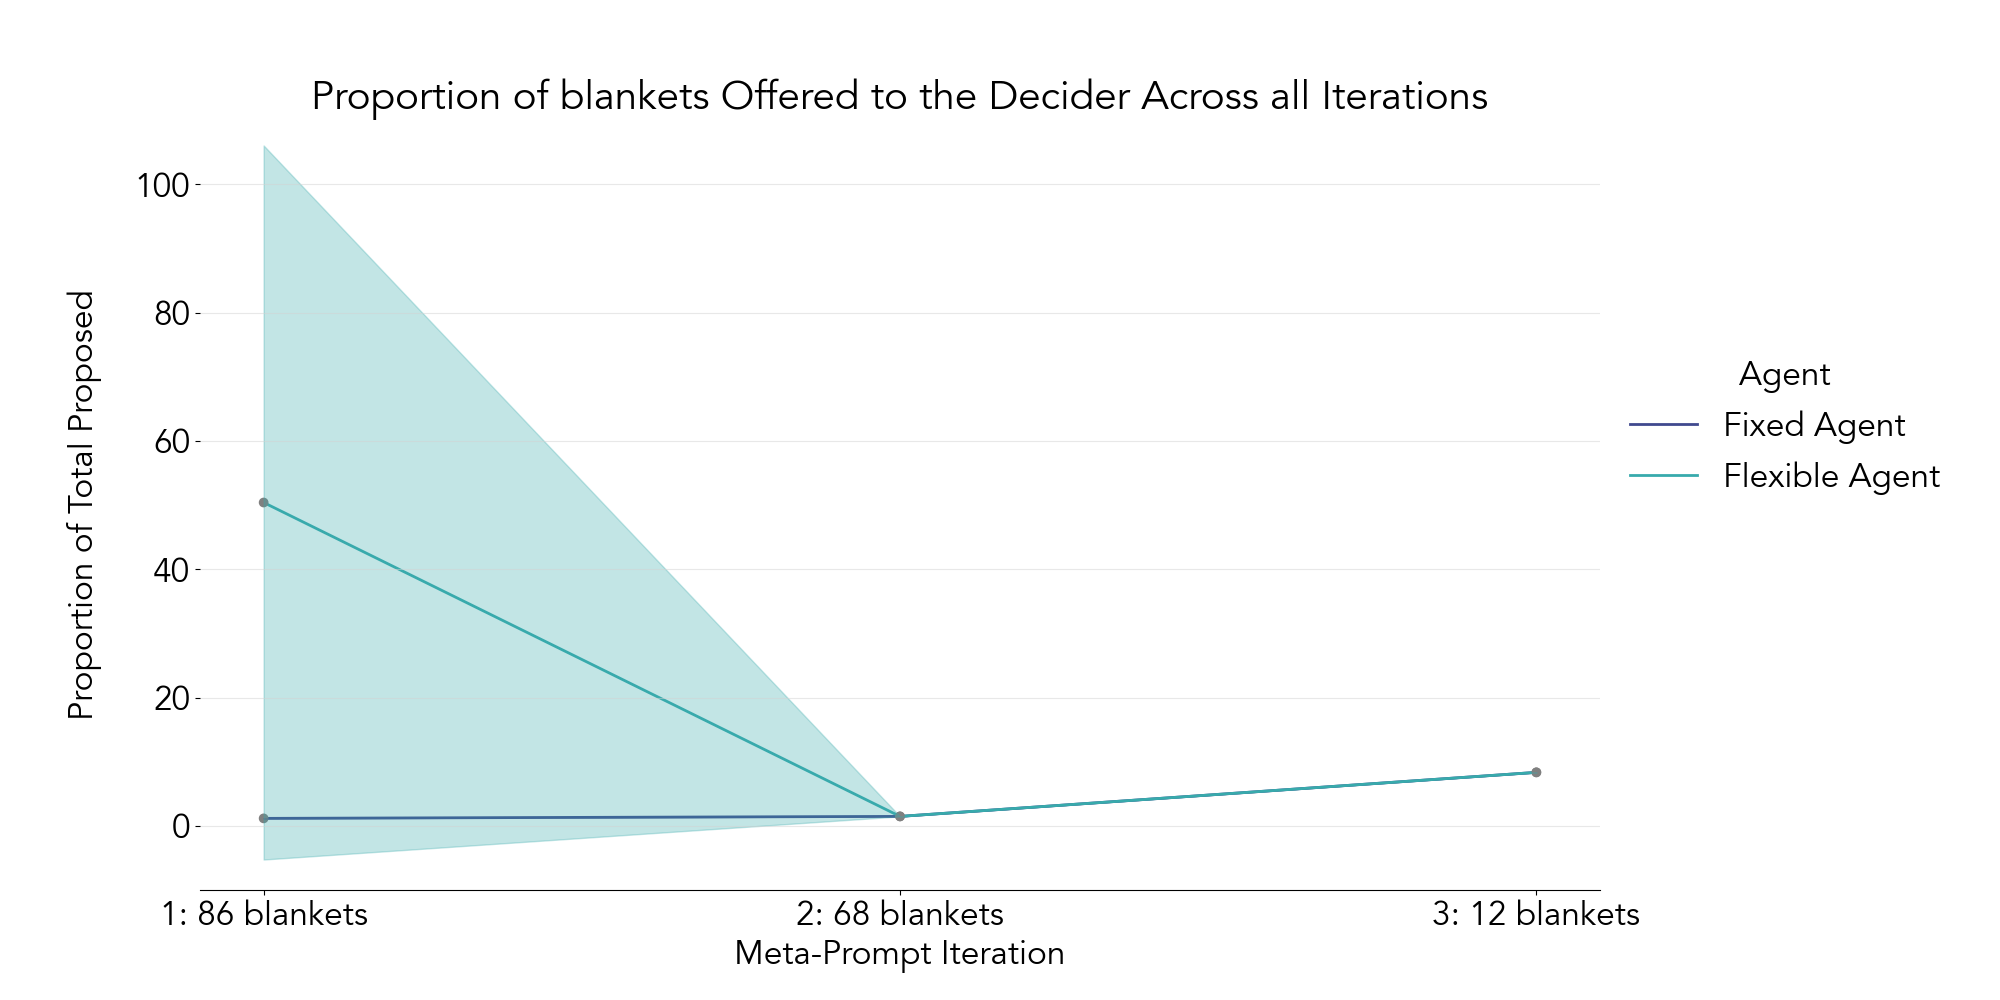 Proportion of blankets Offered to the Decider Across all Iterations
100
80
60
40
20
0
Proportion of Total Proposed
1: 86 blankets
2: 68 blankets
3: 12 blankets
Meta-Prompt Iteration
Agent
Fixed Agent
Flexible Agent